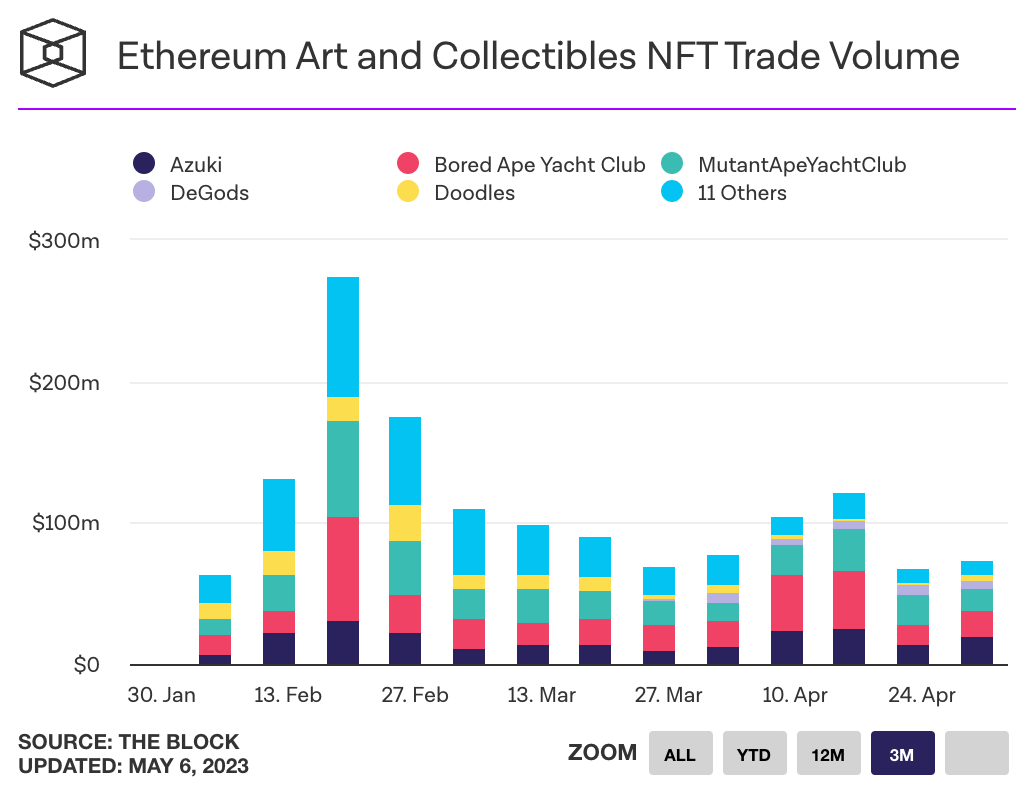 Ethereum Art and Collectibles NFT Trade Volume
Azuki
Bored Ape Yacht Club
MutantApeYachtClub
DeGods
Doodles
11 Others
$300m
$200m
$100m
$0
30. Jan
13. Feb
27. Feb
13. Mar
27. Mar
10. Apr
24. Apr
SOURCE: THE BLOCK
UPDATED: MAY 6, 2023
ZOOM
ALL
YTD
12M
3M